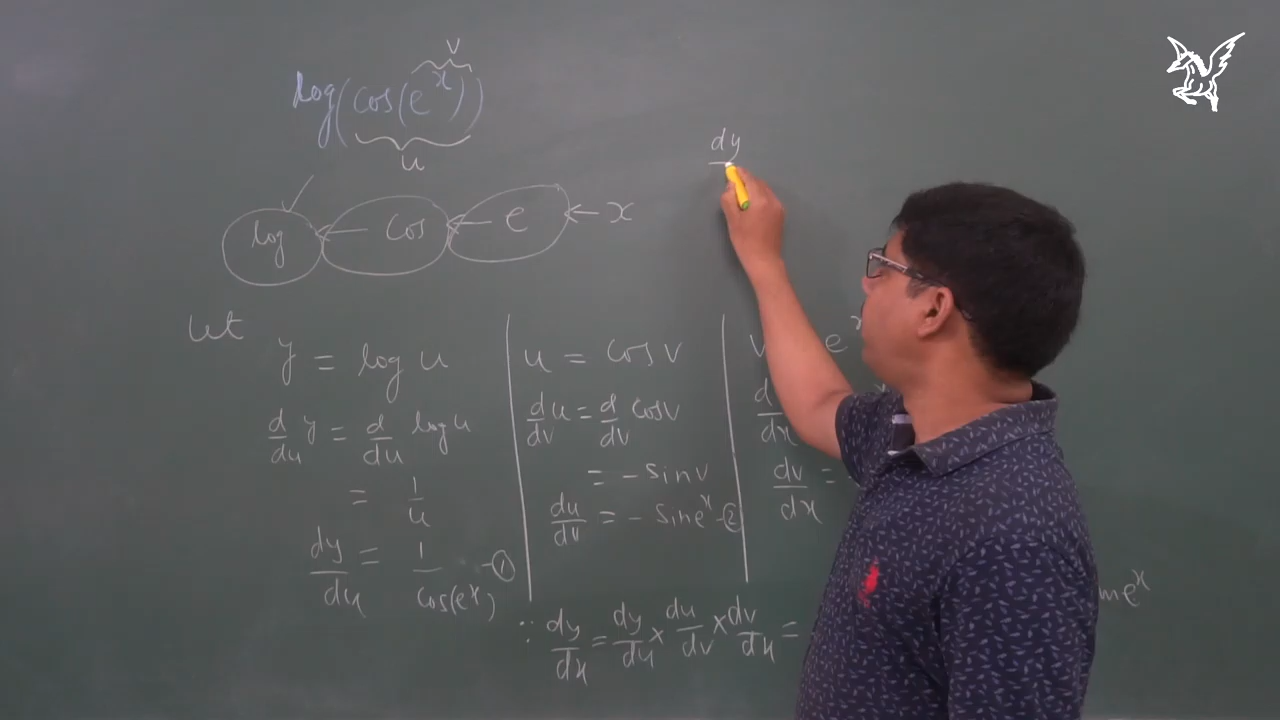 v
log(cos(e^x))
u
log ← cos ← e ← x
Let
y = log u
d/du y = d/du log u
= 1/u
dy/du = 1/cos(e^x) -①
u = cos v
d/dv u = d/dv cos v
= - sin v
du/dv = - sin e^x -②
v e^x
d/dx
dv/dx =
∵ dy/dx = dy/du × du/dv × dv/dx =
e^x
dy